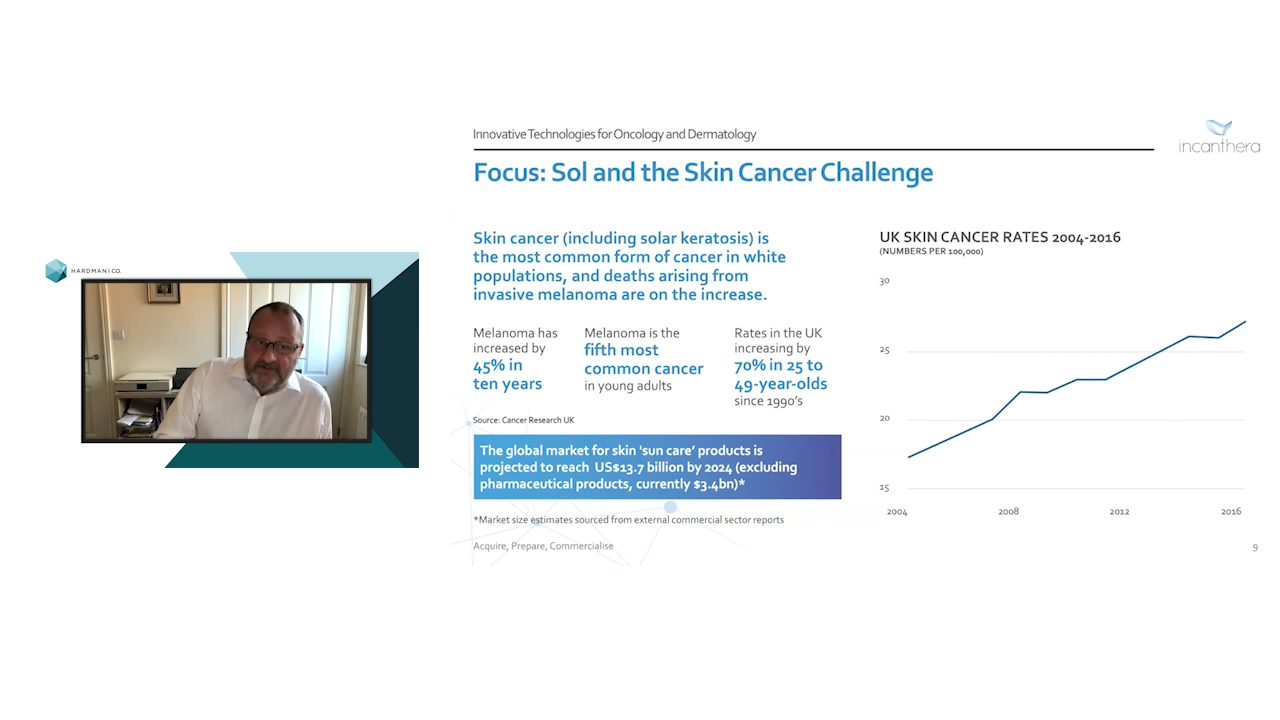 HARDMAN&CO.
Innovative Technologies for Oncology and Dermatology
incanthera
Focus: Sol and the Skin Cancer Challenge
Skin cancer (including solar keratosis) is
the most common form of cancer in white
populations, and deaths arising from
invasive melanoma are on the increase.
Melanoma has
increased by
45% in
ten years
Melanoma is the
fifth most
common cancer
in young adults
Rates in the UK
increasing by
70% in 25 to
49-year-olds
since 1990's
Source: Cancer Research UK
The global market for skin 'sun care' products is
projected to reach US$13.7 billion by 2024 (excluding
pharmaceutical products, currently $3.4bn)*
*Market size estimates sourced from external commercial sector reports
Acquire, Prepare, Commercialise
UK SKIN CANCER RATES 2004-2016
(NUMBERS PER 100,000)
30
25
20
15
2004
2008
2012
2016
9